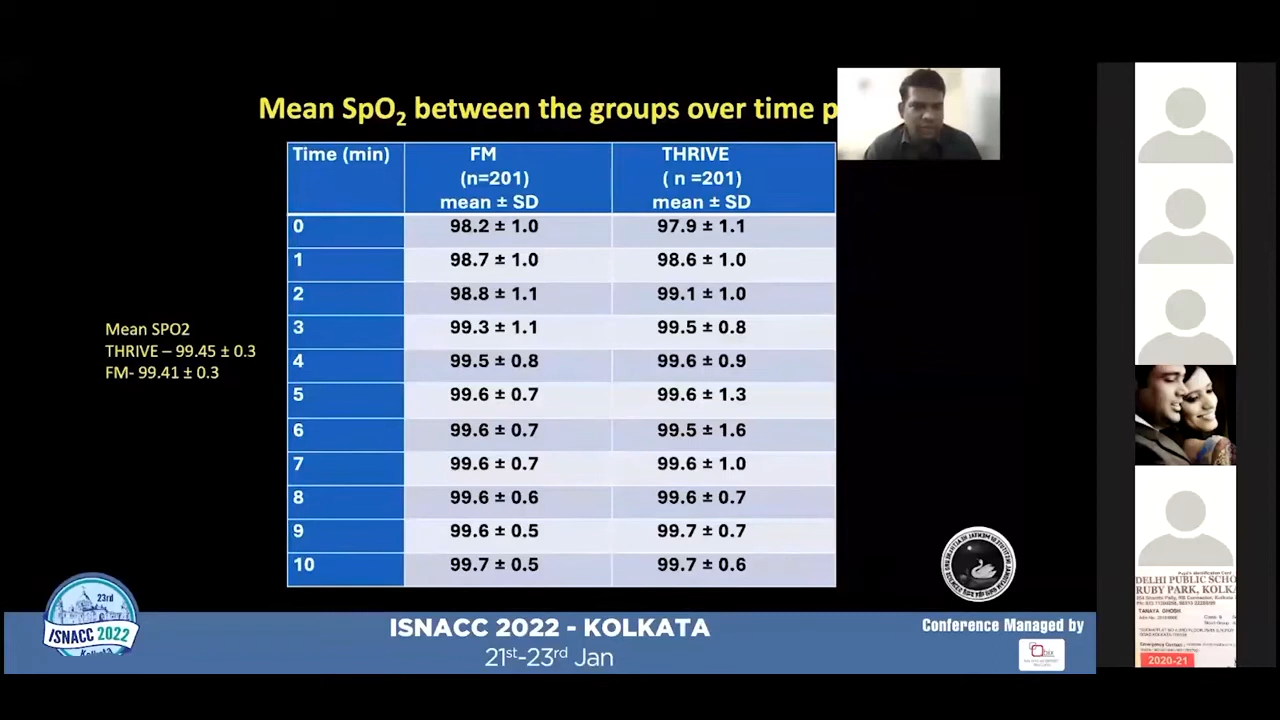 Mean SpO2 between the groups over time p
Time (min) FM (n=201) mean ± SD THRIVE ( n =201) mean ± SD
0 98.2 ± 1.0 97.9 ± 1.1
1 98.7 ± 1.0 98.6 ± 1.0
2 98.8 ± 1.1 99.1 ± 1.0
3 99.3 ± 1.1 99.5 ± 0.8
4 99.5 ± 0.8 99.6 ± 0.9
5 99.6 ± 0.7 99.6 ± 1.3
6 99.6 ± 0.7 99.5 ± 1.6
7 99.6 ± 0.7 99.6 ± 1.0
8 99.6 ± 0.6 99.6 ± 0.7
9 99.6 ± 0.5 99.7 ± 0.7
10 99.7 ± 0.5 99.7 ± 0.6
Mean SPO2
THRIVE – 99.45 ± 0.3
FM- 99.41 ± 0.3
23rd
ISNACC 2022
Kolkata
ISNACC 2022 - KOLKATA
21st-23rd Jan
Conference Managed by
DELHI PUBLIC SCHO
RUBY PARK, KOLKA
TANAYA GHOSH
Emergency Contact
2020-21